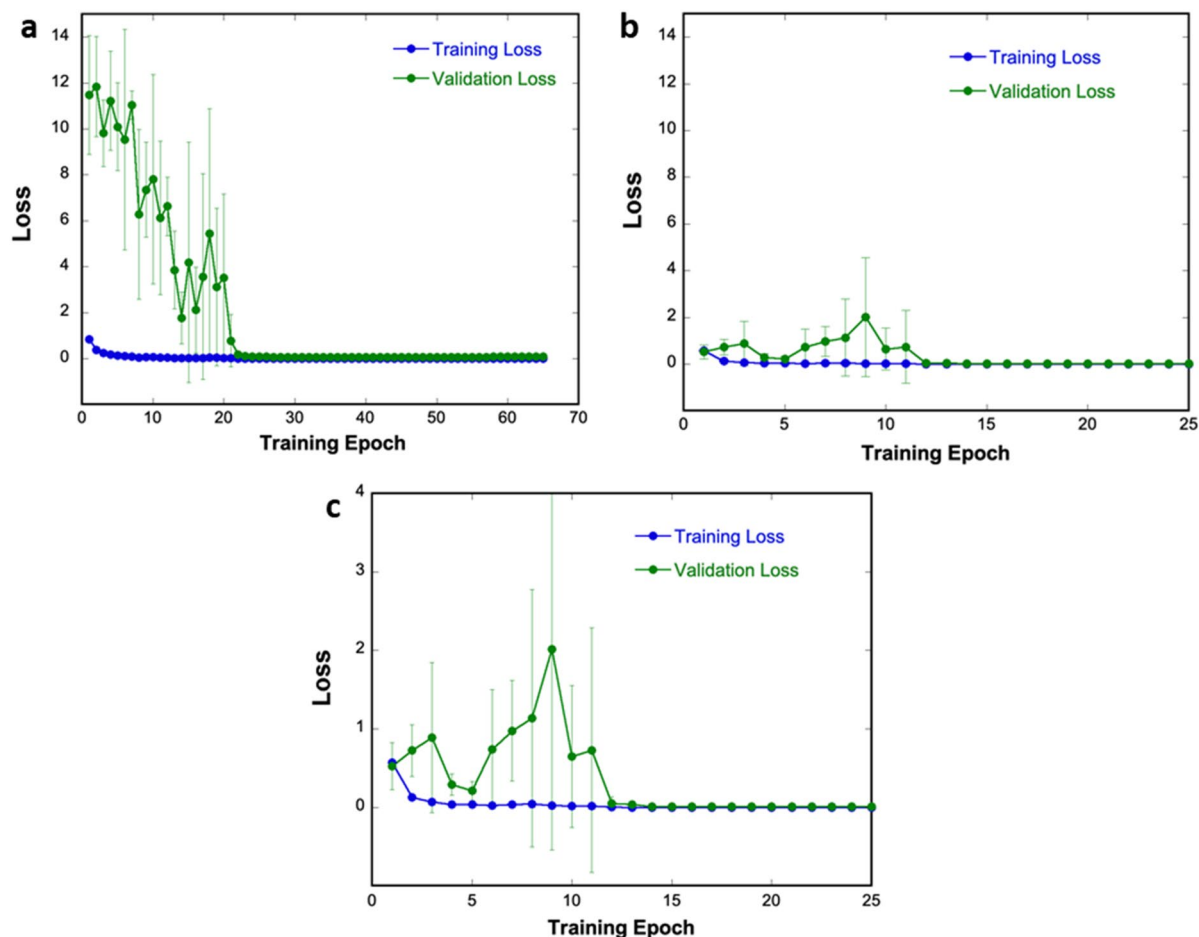 a
14
12
10
8
6
4
2
0
Loss
Training Loss
Validation Loss
0 10 20 30 40 50 60 70
Training Epoch
b
14
12
10
8
6
4
2
0
Loss
Training Loss
Validation Loss
0 5 10 15 20 25
Training Epoch
c
4
3
2
1
0
Loss
Training Loss
Validation Loss
0 5 10 15 20 25
Training Epoch